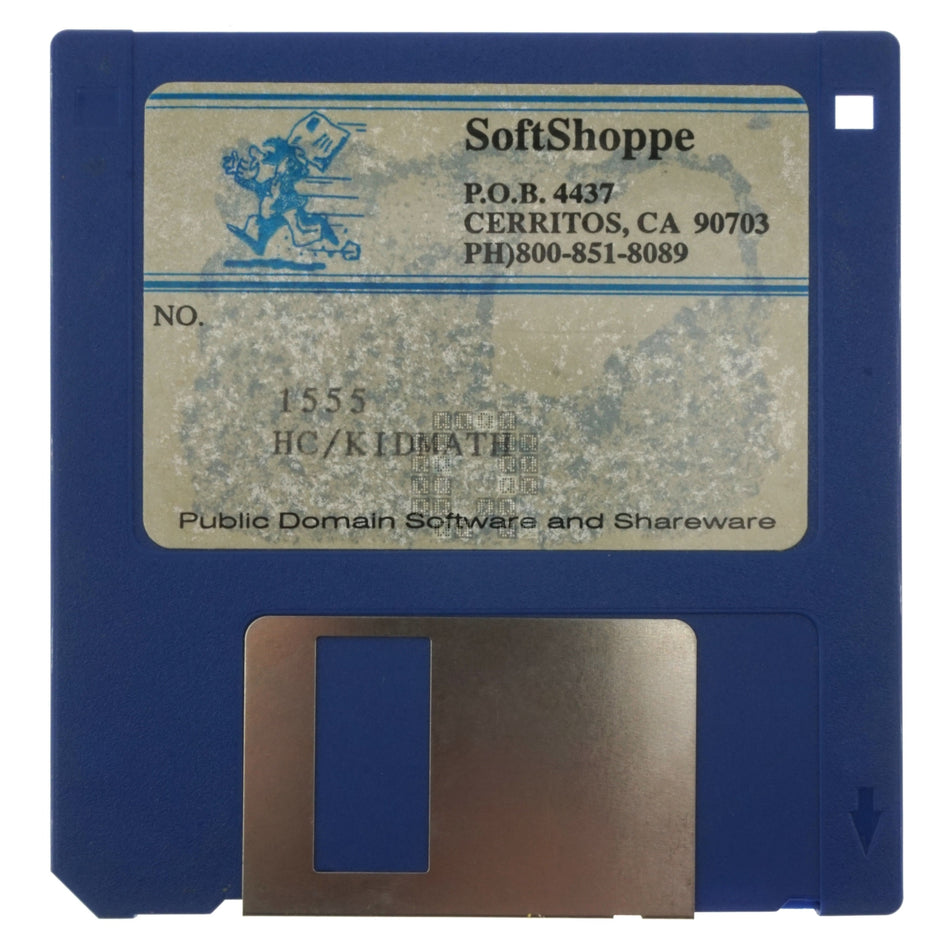 SoftShoppe
P.O.B. 4437
CERRITOS, CA 90703
PH)800-851-8089
NO.
1555
HC/KIDMATH
Public Domain Software and Shareware